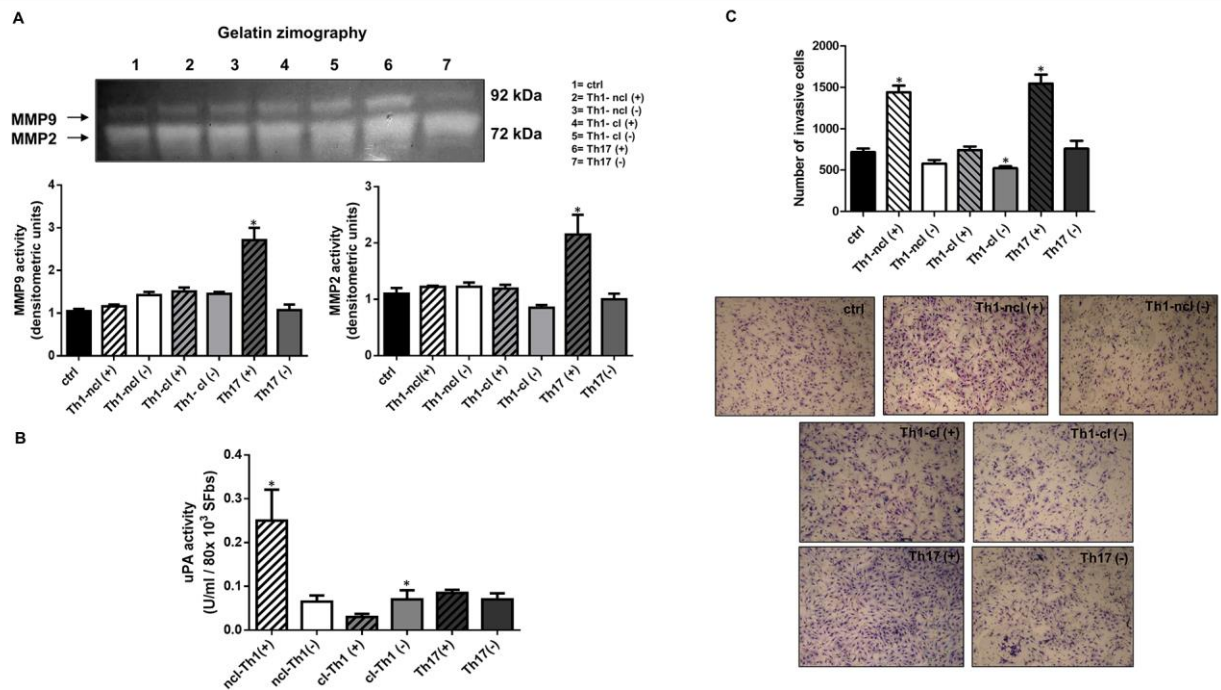 A
Gelatin zimography
1 2 3 4 5 6 7
MMP9
MMP2
92 kDa
72 kDa
1= ctrl
2= Th1- ncl (+)
3= Th1-ncl (-)
4= Th1- cl (+)
5= Th1- cl (-)
6= Th17 (+)
7= Th17 (-)
MMP9 activity
(densitometric units)
4
3
2
1
0
*
ctrl
Th1-ncl (+)
Th1-ncl (-)
Th1-cl (+)
Th1- cl (-)
Th17 (+)
Th17 (-)
MMP2 activity
(densitometric units)
3
2
1
0
*
ctrl
Th1-ncl(+)
Th1-ncl (-)
Th1-cl (+)
Th1-cl (-)
Th17 (+)
Th17(-)
B
uPA activity
(U/ml / 80x 10³ SFbs)
0.4
0.3
0.2
0.1
0.0
*
*
ncl-Th1(+)
ncl-Th1(-)
cl-Th1 (+)
cl-Th1 (-)
Th17(+)
Th17(-)
C
Number of invasive cells
2000
1500
1000
500
0
*
*
*
ctrl
Th1-ncl (+)
Th1-ncl (-)
Th1-cl (+)
Th1-cl (-)
Th17 (+)
Th17 (-)
ctrl
Th1-ncl (+)
Th1-ncl (-)
Th1-cl (+)
Th1-cl (-)
Th17 (+)
Th17 (-)